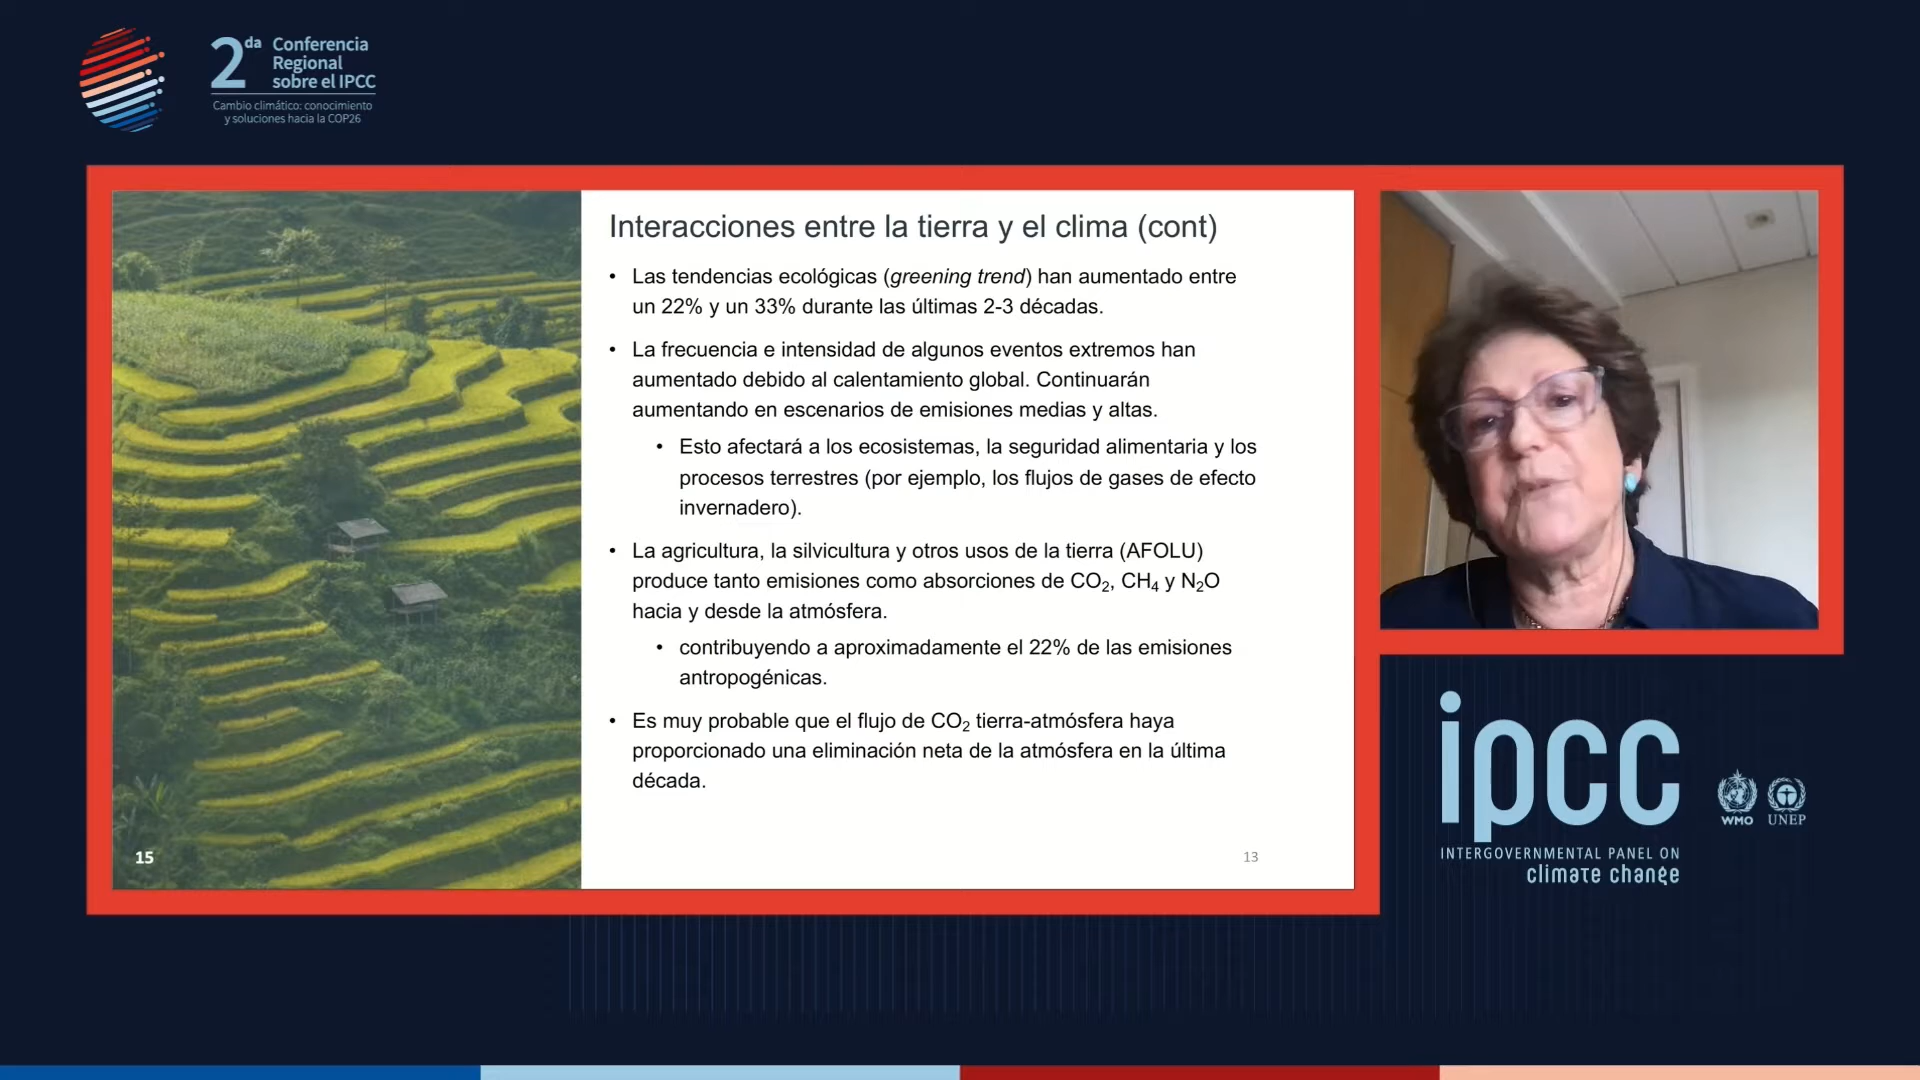 2da Conferencia
Regional
sobre el IPCC
Cambio climático: conocimiento
y soluciones hacia la COP26
Interacciones entre la tierra y el clima (cont)
• Las tendencias ecológicas (greening trend) han aumentado entre
un 22% y un 33% durante las últimas 2-3 décadas.
• La frecuencia e intensidad de algunos eventos extremos han
aumentado debido al calentamiento global. Continuarán
aumentando en escenarios de emisiones medias y altas.
• Esto afectará a los ecosistemas, la seguridad alimentaria y los
procesos terrestres (por ejemplo, los flujos de gases de efecto
invernadero).
• La agricultura, la silvicultura y otros usos de la tierra (AFOLU)
produce tanto emisiones como absorciones de CO₂, CH₄ y N₂O
hacia y desde la atmósfera.
• contribuyendo a aproximadamente el 22% de las emisiones
antropogénicas.
• Es muy probable que el flujo de CO₂ tierra-atmósfera haya
proporcionado una eliminación neta de la atmósfera en la última
década.
15
13
ipcc
INTERGOVERNMENTAL PANEL ON
climate change
WMO
UNEP